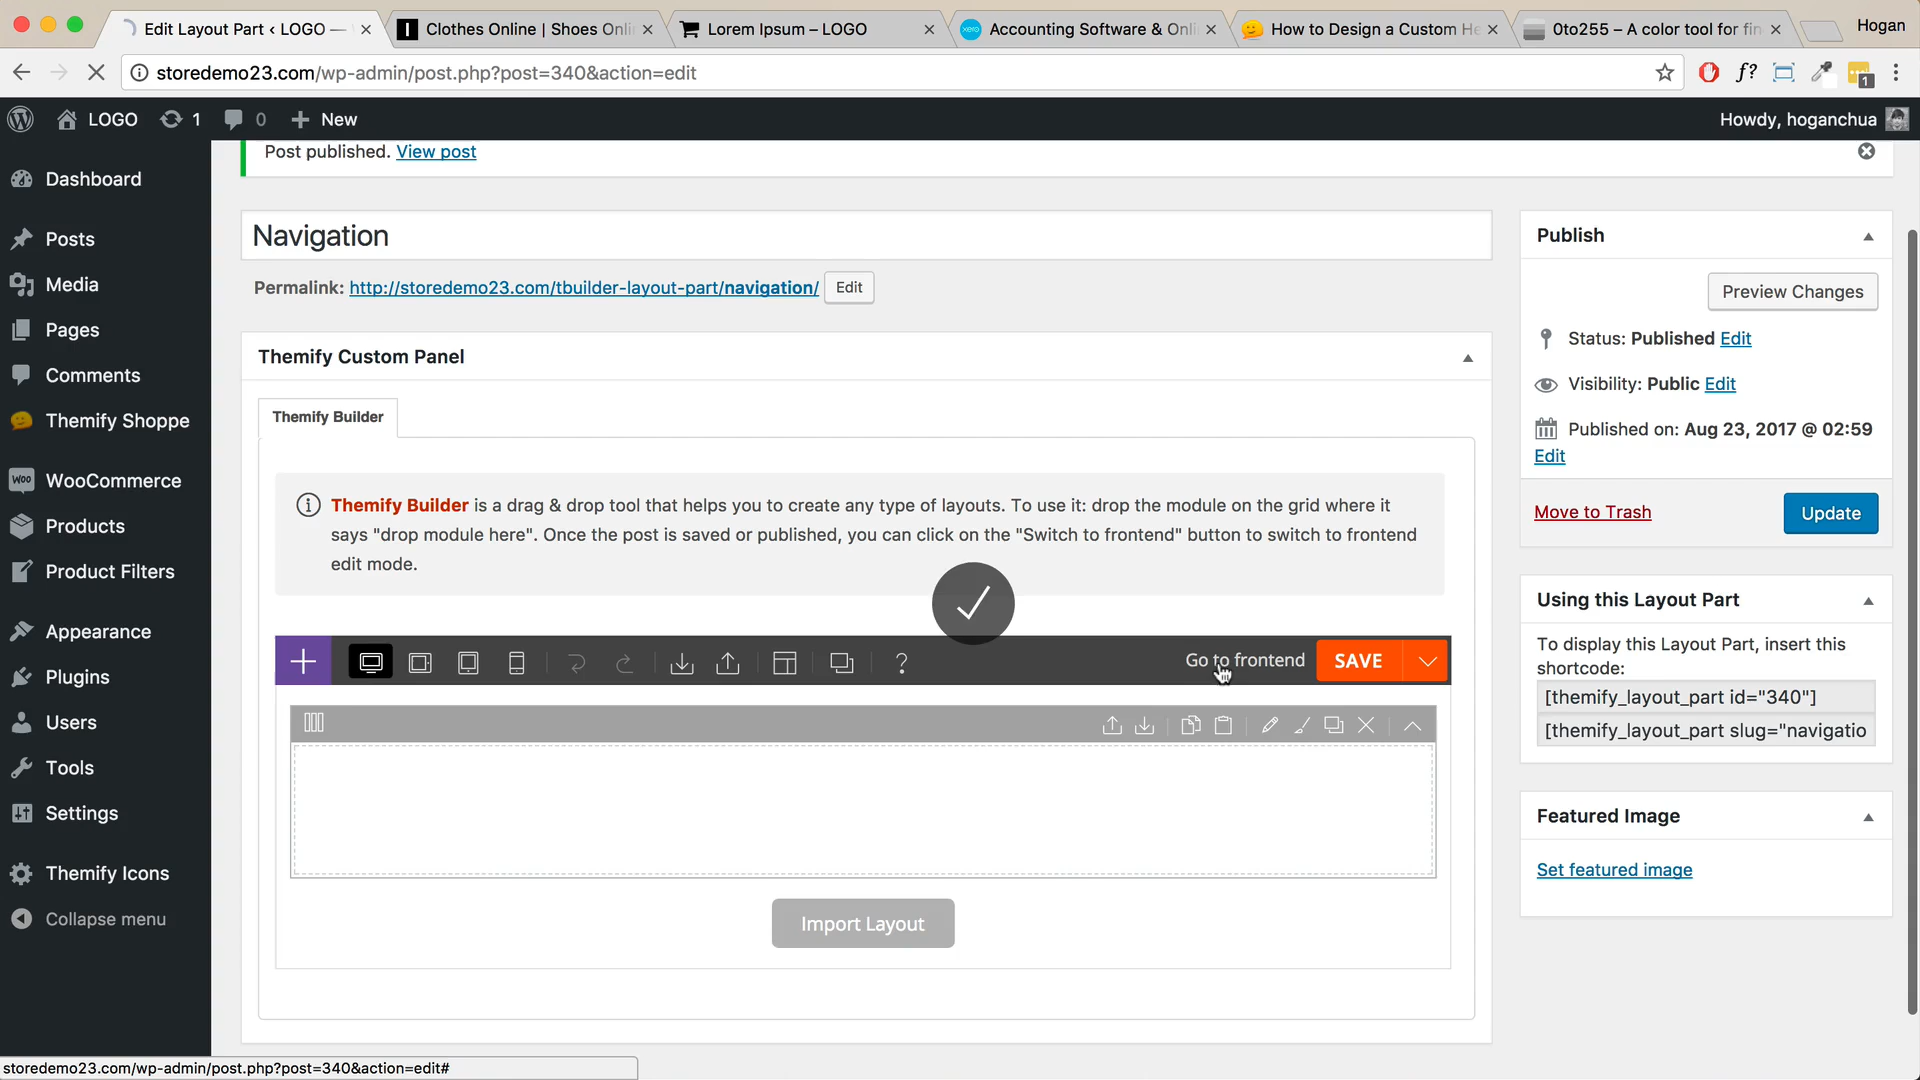 Edit Layout Part ‹ LOGO —
Clothes Online | Shoes Onli
Lorem Ipsum – LOGO
Accounting Software & Onli
How to Design a Custom He
0to255 – A color tool for fin
Hogan
storedemo23.com/wp-admin/post.php?post=340&action=edit
f?
1
LOGO
1
0
New
Howdy, hoganchua
Post published. View post
Dashboard
Posts
Media
Pages
Comments
Themify Shoppe
WooCommerce
Products
Product Filters
Appearance
Plugins
Users
Tools
Settings
Themify Icons
Collapse menu
Navigation
Permalink: http://storedemo23.com/tbuilder-layout-part/navigation/ Edit
Themify Custom Panel
Themify Builder
Themify Builder is a drag & drop tool that helps you to create any type of layouts. To use it: drop the module on the grid where it
says "drop module here". Once the post is saved or published, you can click on the "Switch to frontend" button to switch to frontend
edit mode.
?
Go to frontend
SAVE
Import Layout
Publish
Preview Changes
Status: Published Edit
Visibility: Public Edit
Published on: Aug 23, 2017 @ 02:59
Edit
Move to Trash
Update
Using this Layout Part
To display this Layout Part, insert this
shortcode:
[themify_layout_part id="340"]
[themify_layout_part slug="navigatio
Featured Image
Set featured image
storedemo23.com/wp-admin/post.php?post=340&action=edit#